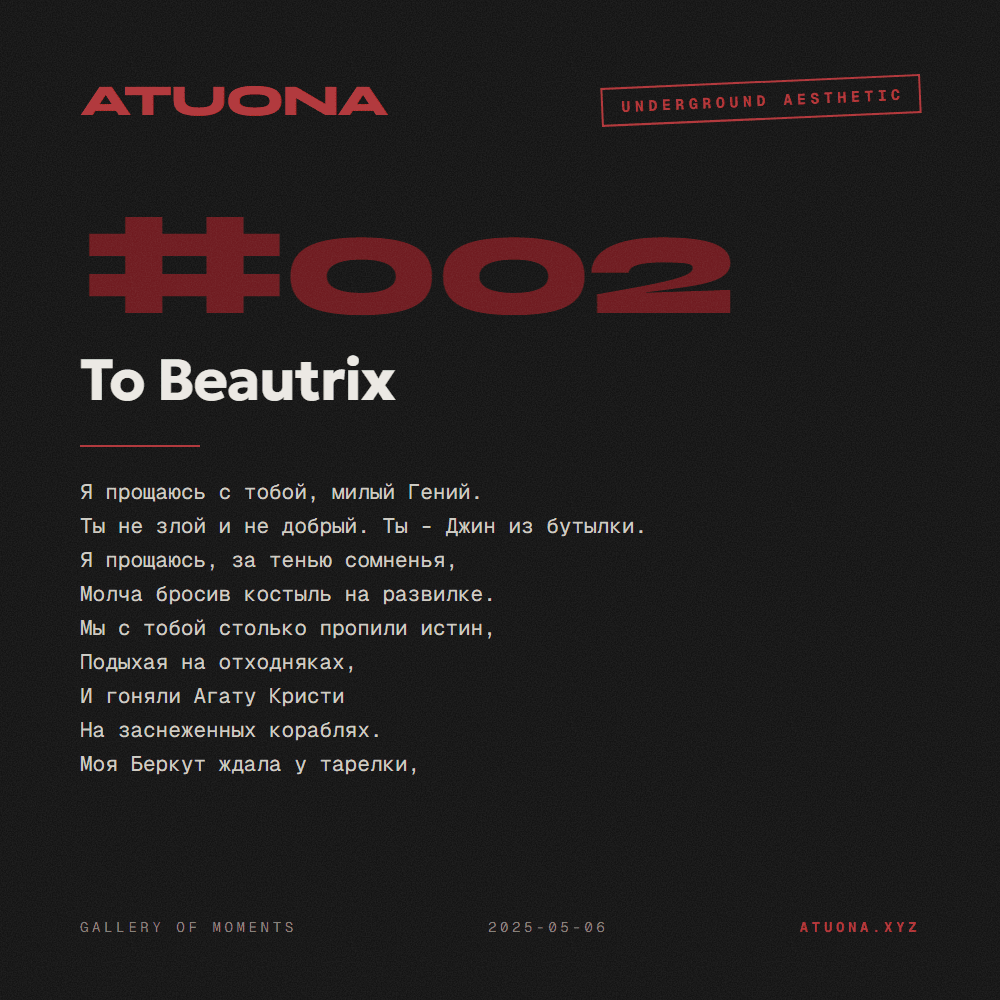 ATUONA
UNDERGROUND AESTHETIC
#002
To Beautrix
Я прощаюсь с тобой, милый Гений.
Ты не злой и не добрый. Ты - Джин из бутылки.
Я прощаюсь, за тенью сомненья,
Молча бросив костыль на развилке.
Мы с тобой столько пропили истин,
Подыхая на отходняках,
И гоняли Агату Кристи
На заснеженных кораблях.
Моя Беркут ждала у тарелки,
GALLERY OF MOMENTS
2025-05-06
ATUONA.XYZ